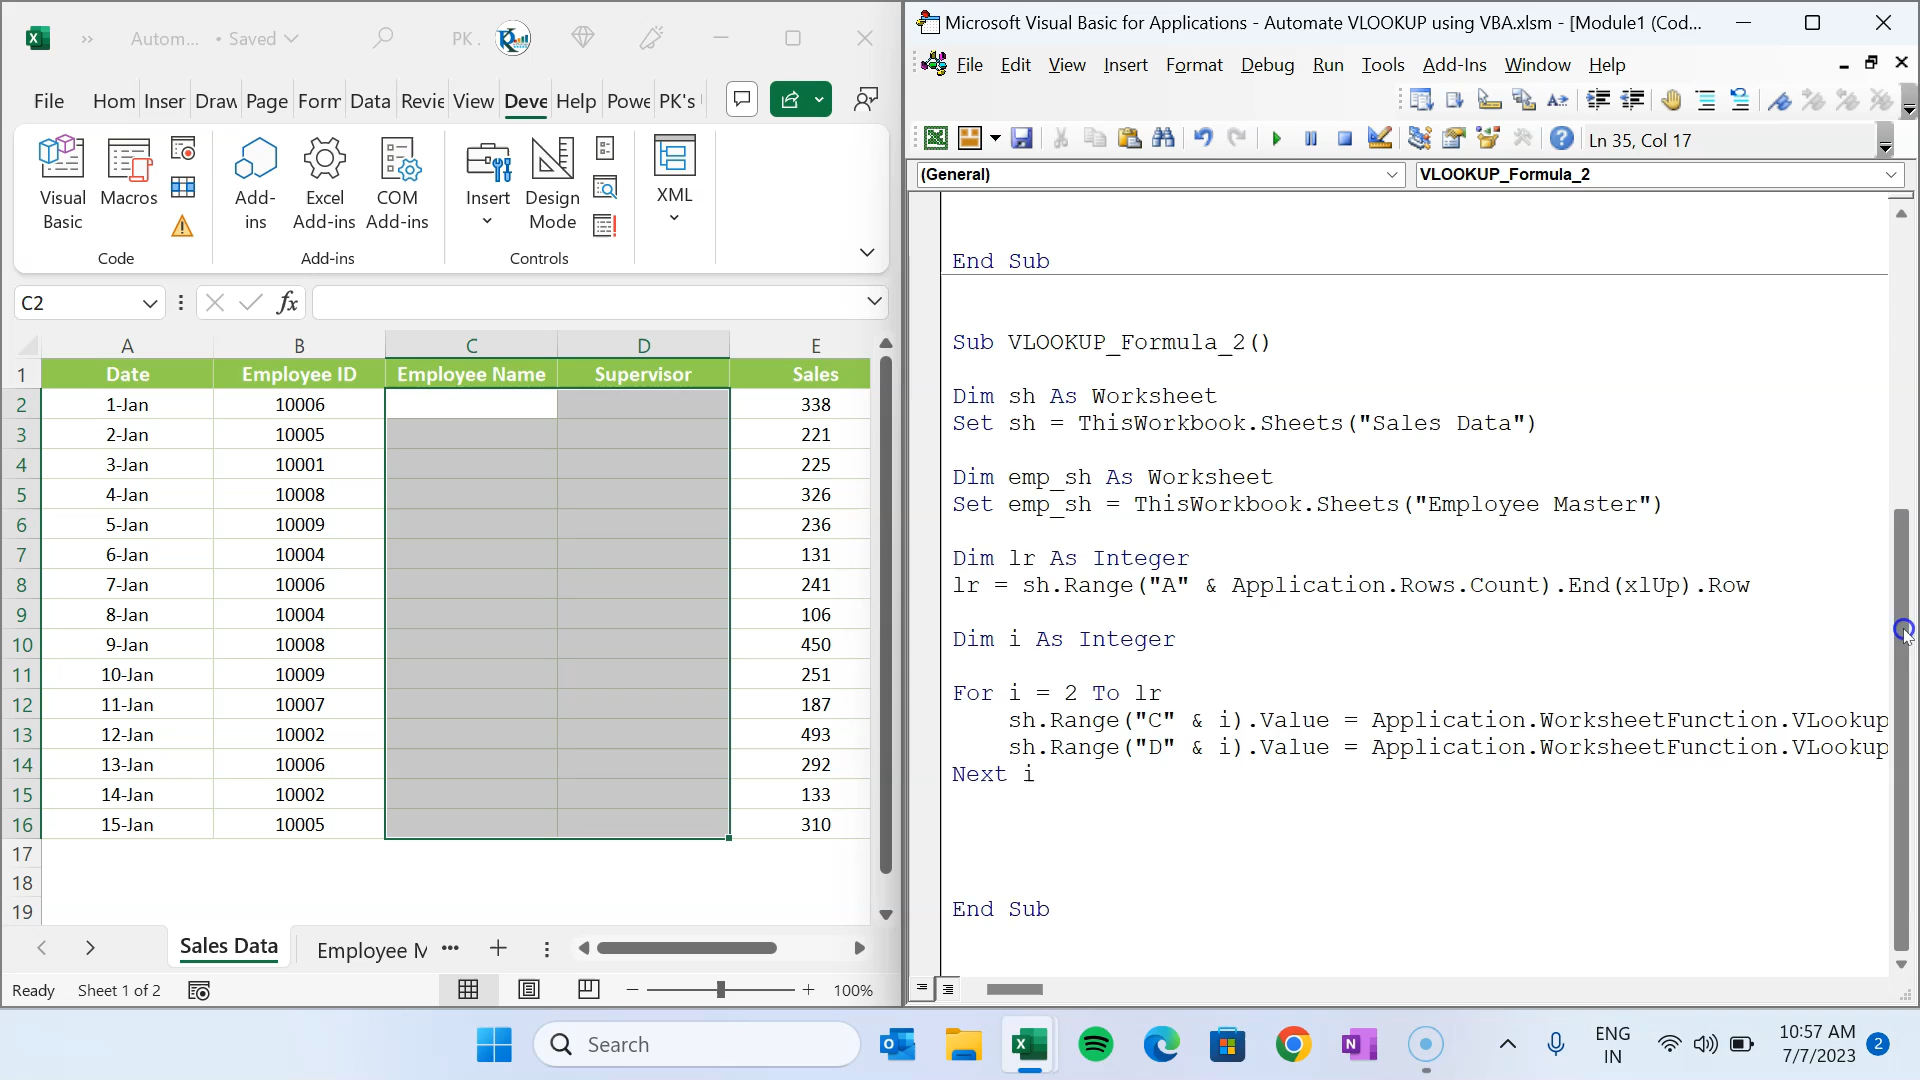 Autom... • Saved
PK .
File Hom Inser Draw Page Form Data Revie View Deve Help Powe PK's
Visual Basic
Macros
Add-ins
Excel Add-ins
COM Add-ins
Insert
Design Mode
XML
Code
Add-ins
Controls
C2
fx
A B C D E
1 Date Employee ID Employee Name Supervisor Sales
2 1-Jan 10006 338
3 2-Jan 10005 221
4 3-Jan 10001 225
5 4-Jan 10008 326
6 5-Jan 10009 236
7 6-Jan 10004 131
8 7-Jan 10006 241
9 8-Jan 10004 106
10 9-Jan 10008 450
11 10-Jan 10009 251
12 11-Jan 10007 187
13 12-Jan 10002 493
14 13-Jan 10006 292
15 14-Jan 10002 133
16 15-Jan 10005 310
17
18
19
Sales Data
Employee M
Ready Sheet 1 of 2
100%
Microsoft Visual Basic for Applications - Automate VLOOKUP using VBA.xlsm - [Module1 (Cod...
File Edit View Insert Format Debug Run Tools Add-Ins Window Help
Ln 35, Col 17
(General)
VLOOKUP_Formula_2
End Sub
Sub VLOOKUP_Formula_2()
Dim sh As Worksheet
Set sh = ThisWorkbook.Sheets("Sales Data")
Dim emp_sh As Worksheet
Set emp_sh = ThisWorkbook.Sheets("Employee Master")
Dim lr As Integer
lr = sh.Range("A" & Application.Rows.Count).End(xlUp).Row
Dim i As Integer
For i = 2 To lr
sh.Range("C" & i).Value = Application.WorksheetFunction.VLookup
sh.Range("D" & i).Value = Application.WorksheetFunction.VLookup
Next i
End Sub
Search
ENG
IN
10:57 AM
7/7/2023
2